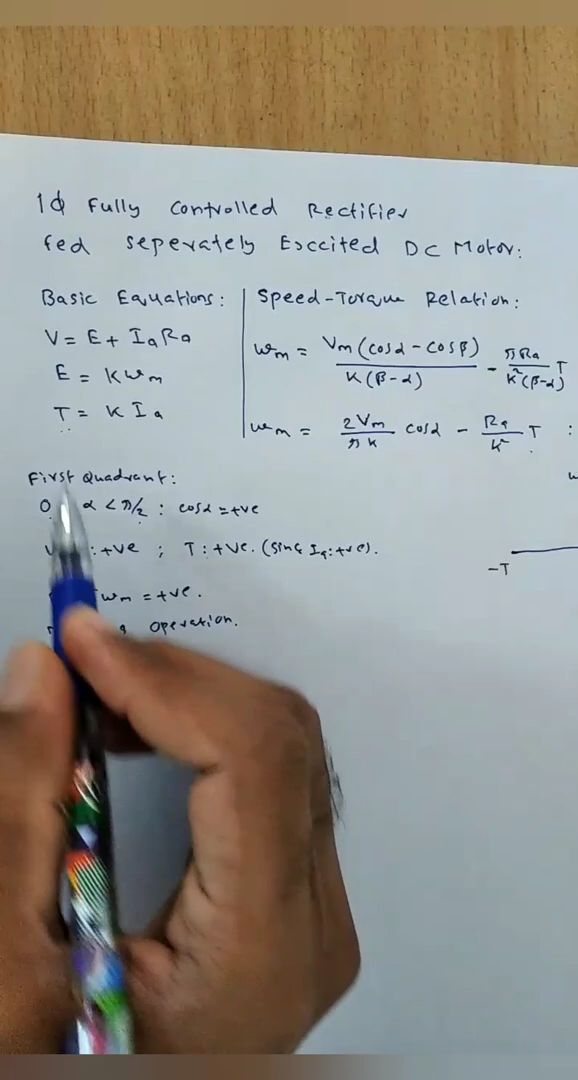 1Φ Fully Controlled Rectifier
fed seperately Excited DC Motor:
Basic Equations:
V = E + IaRa
E = Kωm
T = K Ia
Speed-Torque Relation:
ωm = Vm(cosα - cosβ) / K(β-α) - πRa / K²(β-α) T
ωm = 2Vm / πK cosα - Ra / K² T :
First Quadrant:
0 α < π/2 : cosα = +ve
: +ve ; T : +ve. (Since Ia : +ve).
ωm = +ve.
operation.
-T